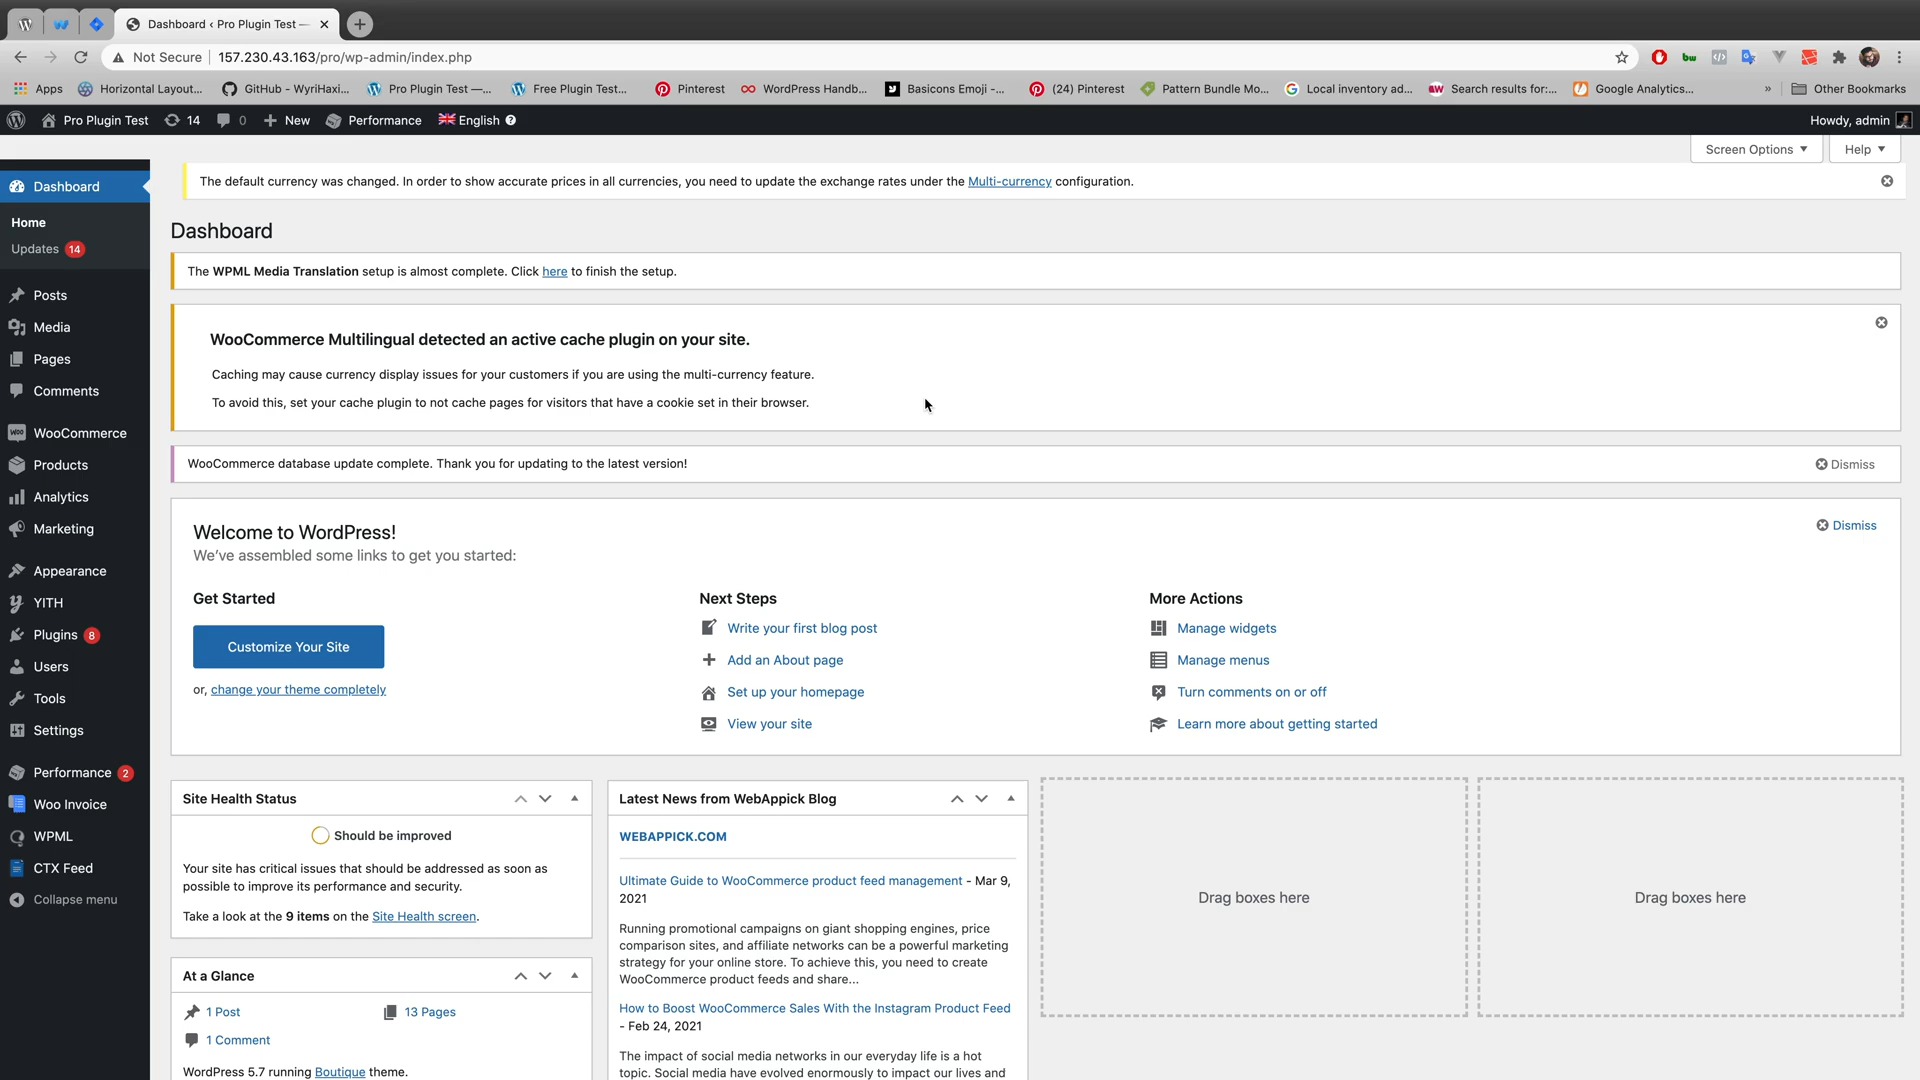 Dashboard ‹ Pro Plugin Test —
Not Secure
157.230.43.163/pro/wp-admin/index.php
Apps
Horizontal Layout...
GitHub - WyriHaxi...
Pro Plugin Test —...
Free Plugin Test...
Pinterest
WordPress Handb...
Basicons Emoji -...
(24) Pinterest
Pattern Bundle Mo...
Local inventory ad...
Search results for:...
Google Analytics...
»
Other Bookmarks
Pro Plugin Test
14
0
New
Performance
English
Howdy, admin
Screen Options
Help
Dashboard
Home
Updates 14
Posts
Media
Pages
Comments
WooCommerce
Products
Analytics
Marketing
Appearance
YITH
Plugins 8
Users
Tools
Settings
Performance 2
Woo Invoice
WPML
CTX Feed
Collapse menu
The default currency was changed. In order to show accurate prices in all currencies, you need to update the exchange rates under the Multi-currency configuration.
Dashboard
The WPML Media Translation setup is almost complete. Click here to finish the setup.
WooCommerce Multilingual detected an active cache plugin on your site.
Caching may cause currency display issues for your customers if you are using the multi-currency feature.
To avoid this, set your cache plugin to not cache pages for visitors that have a cookie set in their browser.
WooCommerce database update complete. Thank you for updating to the latest version!
Dismiss
Welcome to WordPress!
Dismiss
We've assembled some links to get you started:
Get Started
Customize Your Site
or, change your theme completely
Next Steps
Write your first blog post
Add an About page
Set up your homepage
View your site
More Actions
Manage widgets
Manage menus
Turn comments on or off
Learn more about getting started
Site Health Status
Should be improved
Your site has critical issues that should be addressed as soon as
possible to improve its performance and security.
Take a look at the 9 items on the Site Health screen.
At a Glance
1 Post
13 Pages
1 Comment
WordPress 5.7 running Boutique theme.
Latest News from WebAppick Blog
WEBAPPICK.COM
Ultimate Guide to WooCommerce product feed management - Mar 9,
2021
Running promotional campaigns on giant shopping engines, price
comparison sites, and affiliate networks can be a powerful marketing
strategy for your online store. To achieve this, you need to create
WooCommerce product feeds and share...
How to Boost WooCommerce Sales With the Instagram Product Feed
- Feb 24, 2021
The impact of social media networks in our everyday life is a hot
topic. Social media have evolved enormously to impact our lives and
Drag boxes here
Drag boxes here